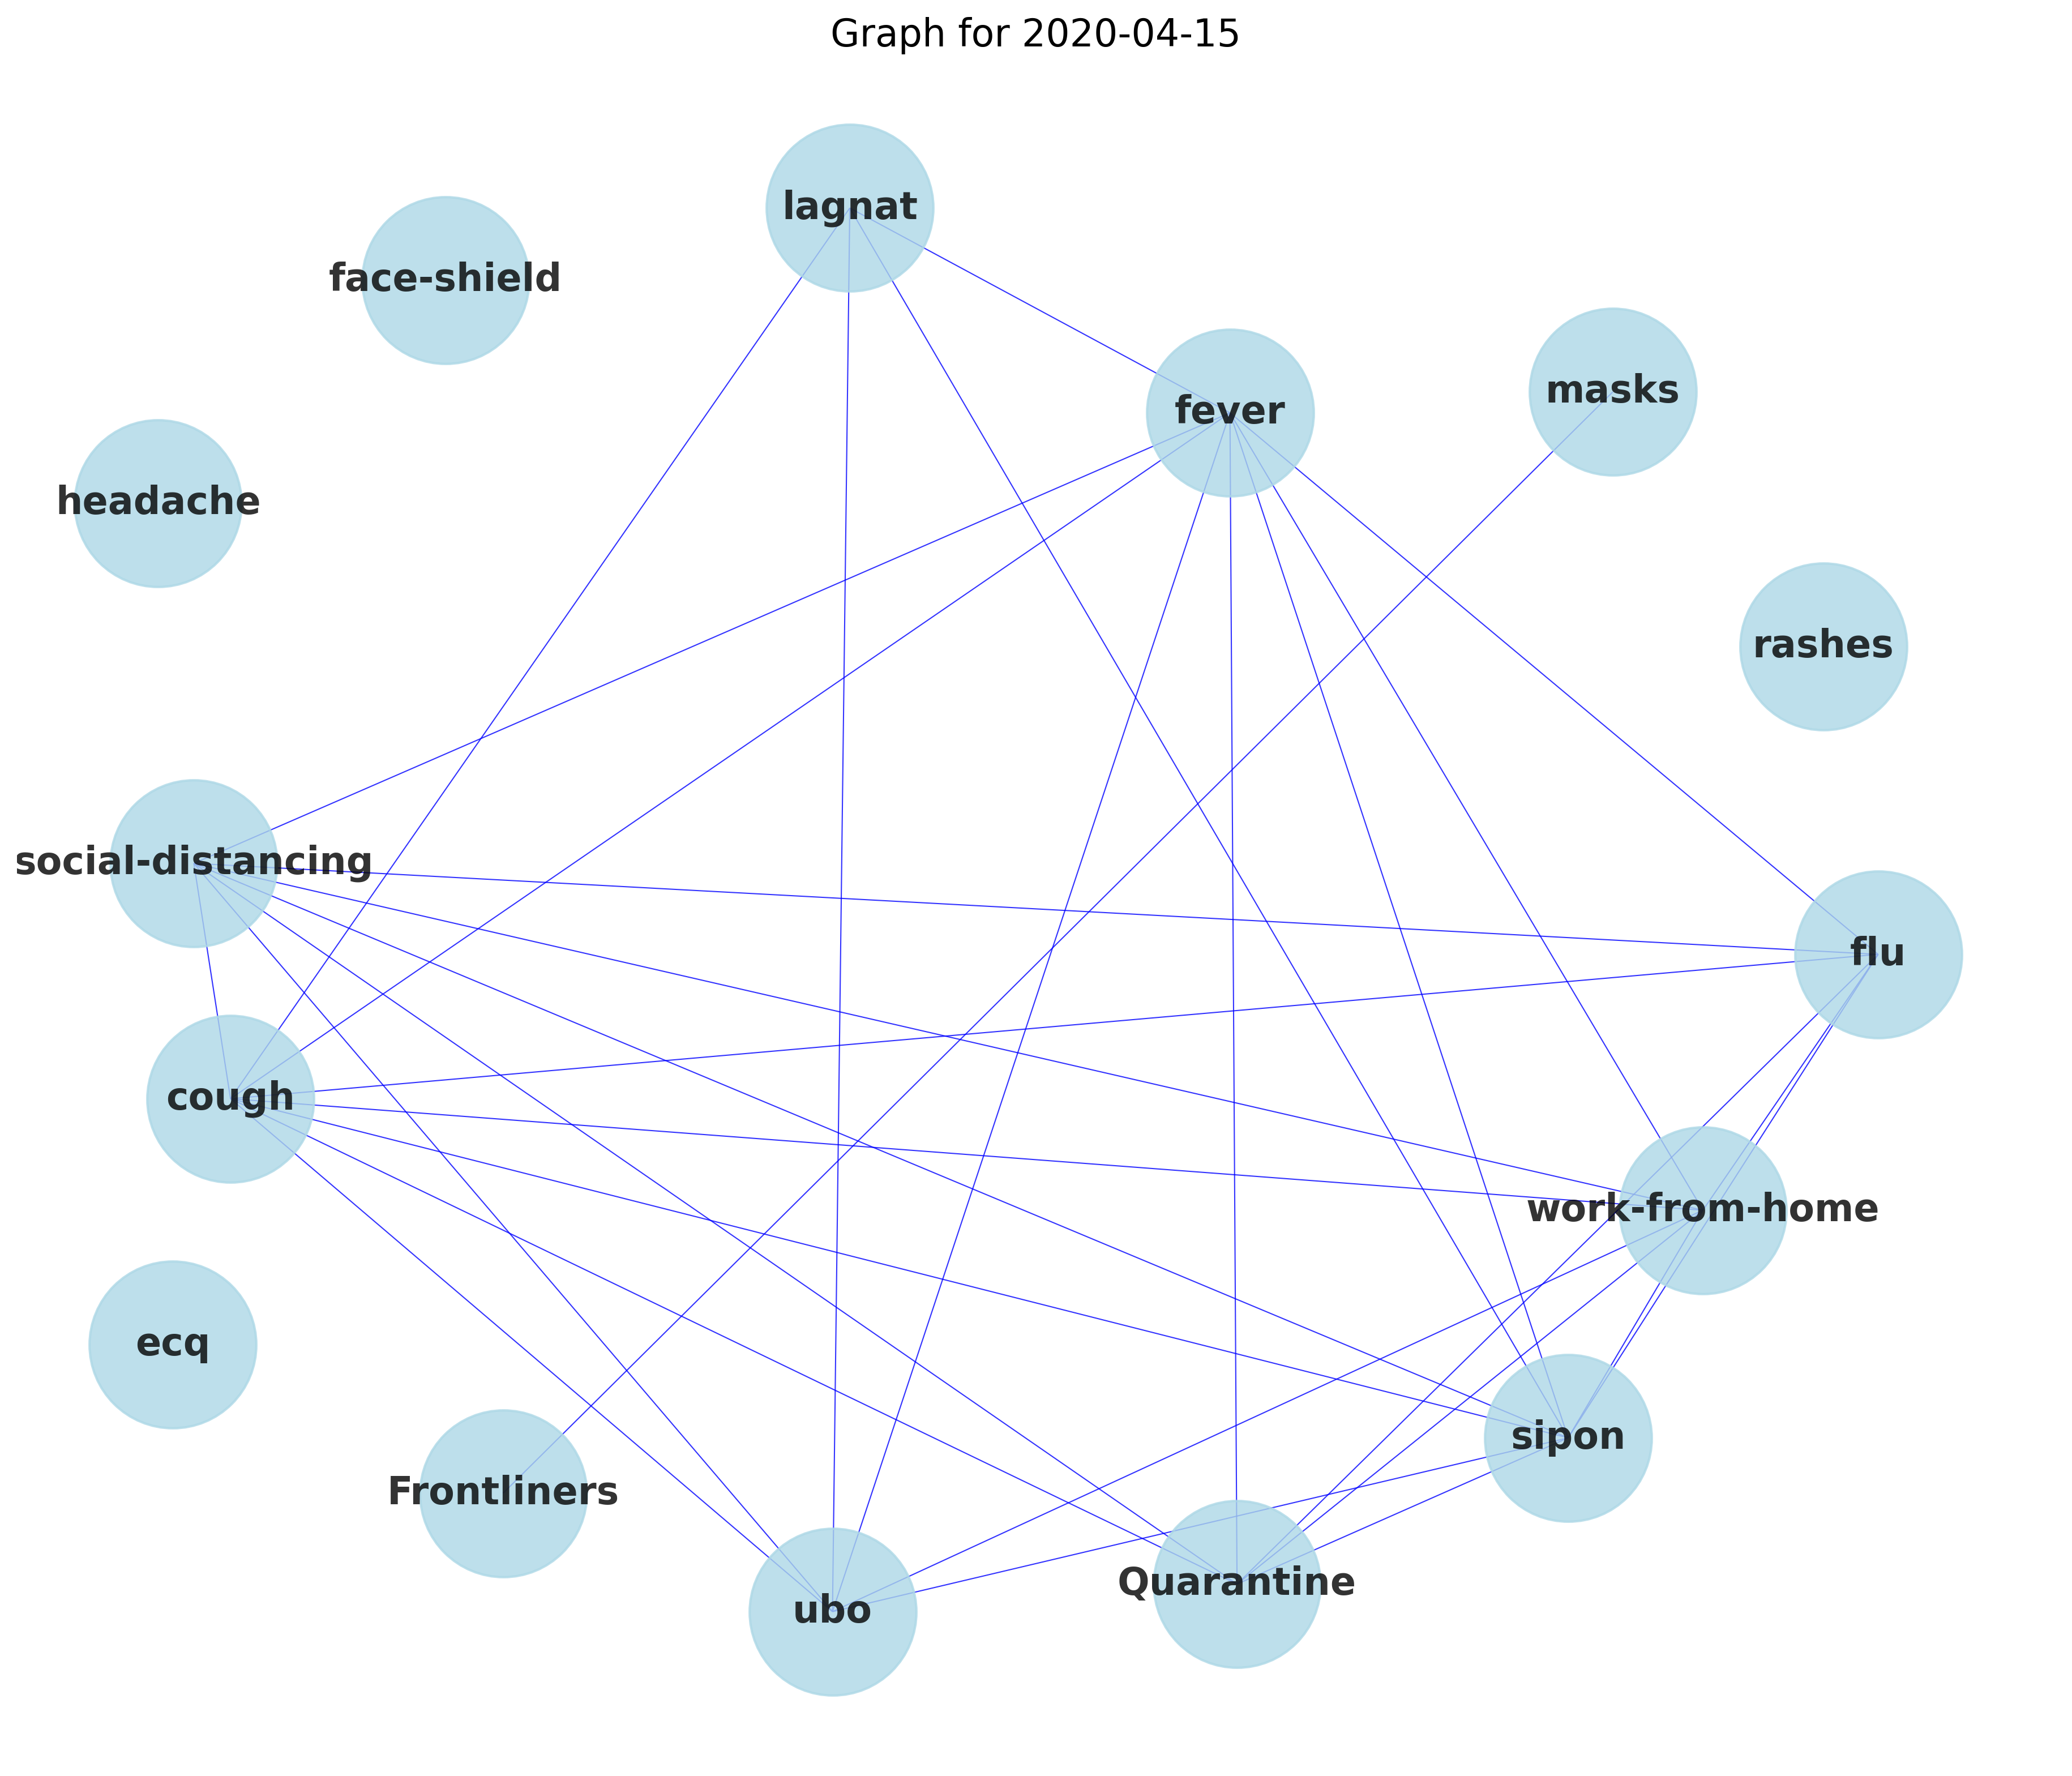 Graph for 2020-04-15
lagnat
face-shield
masks
fever
headache
rashes
social-distancing
flu
cough
work-from-home
ecq
sipon
Frontliners
Quarantine
ubo